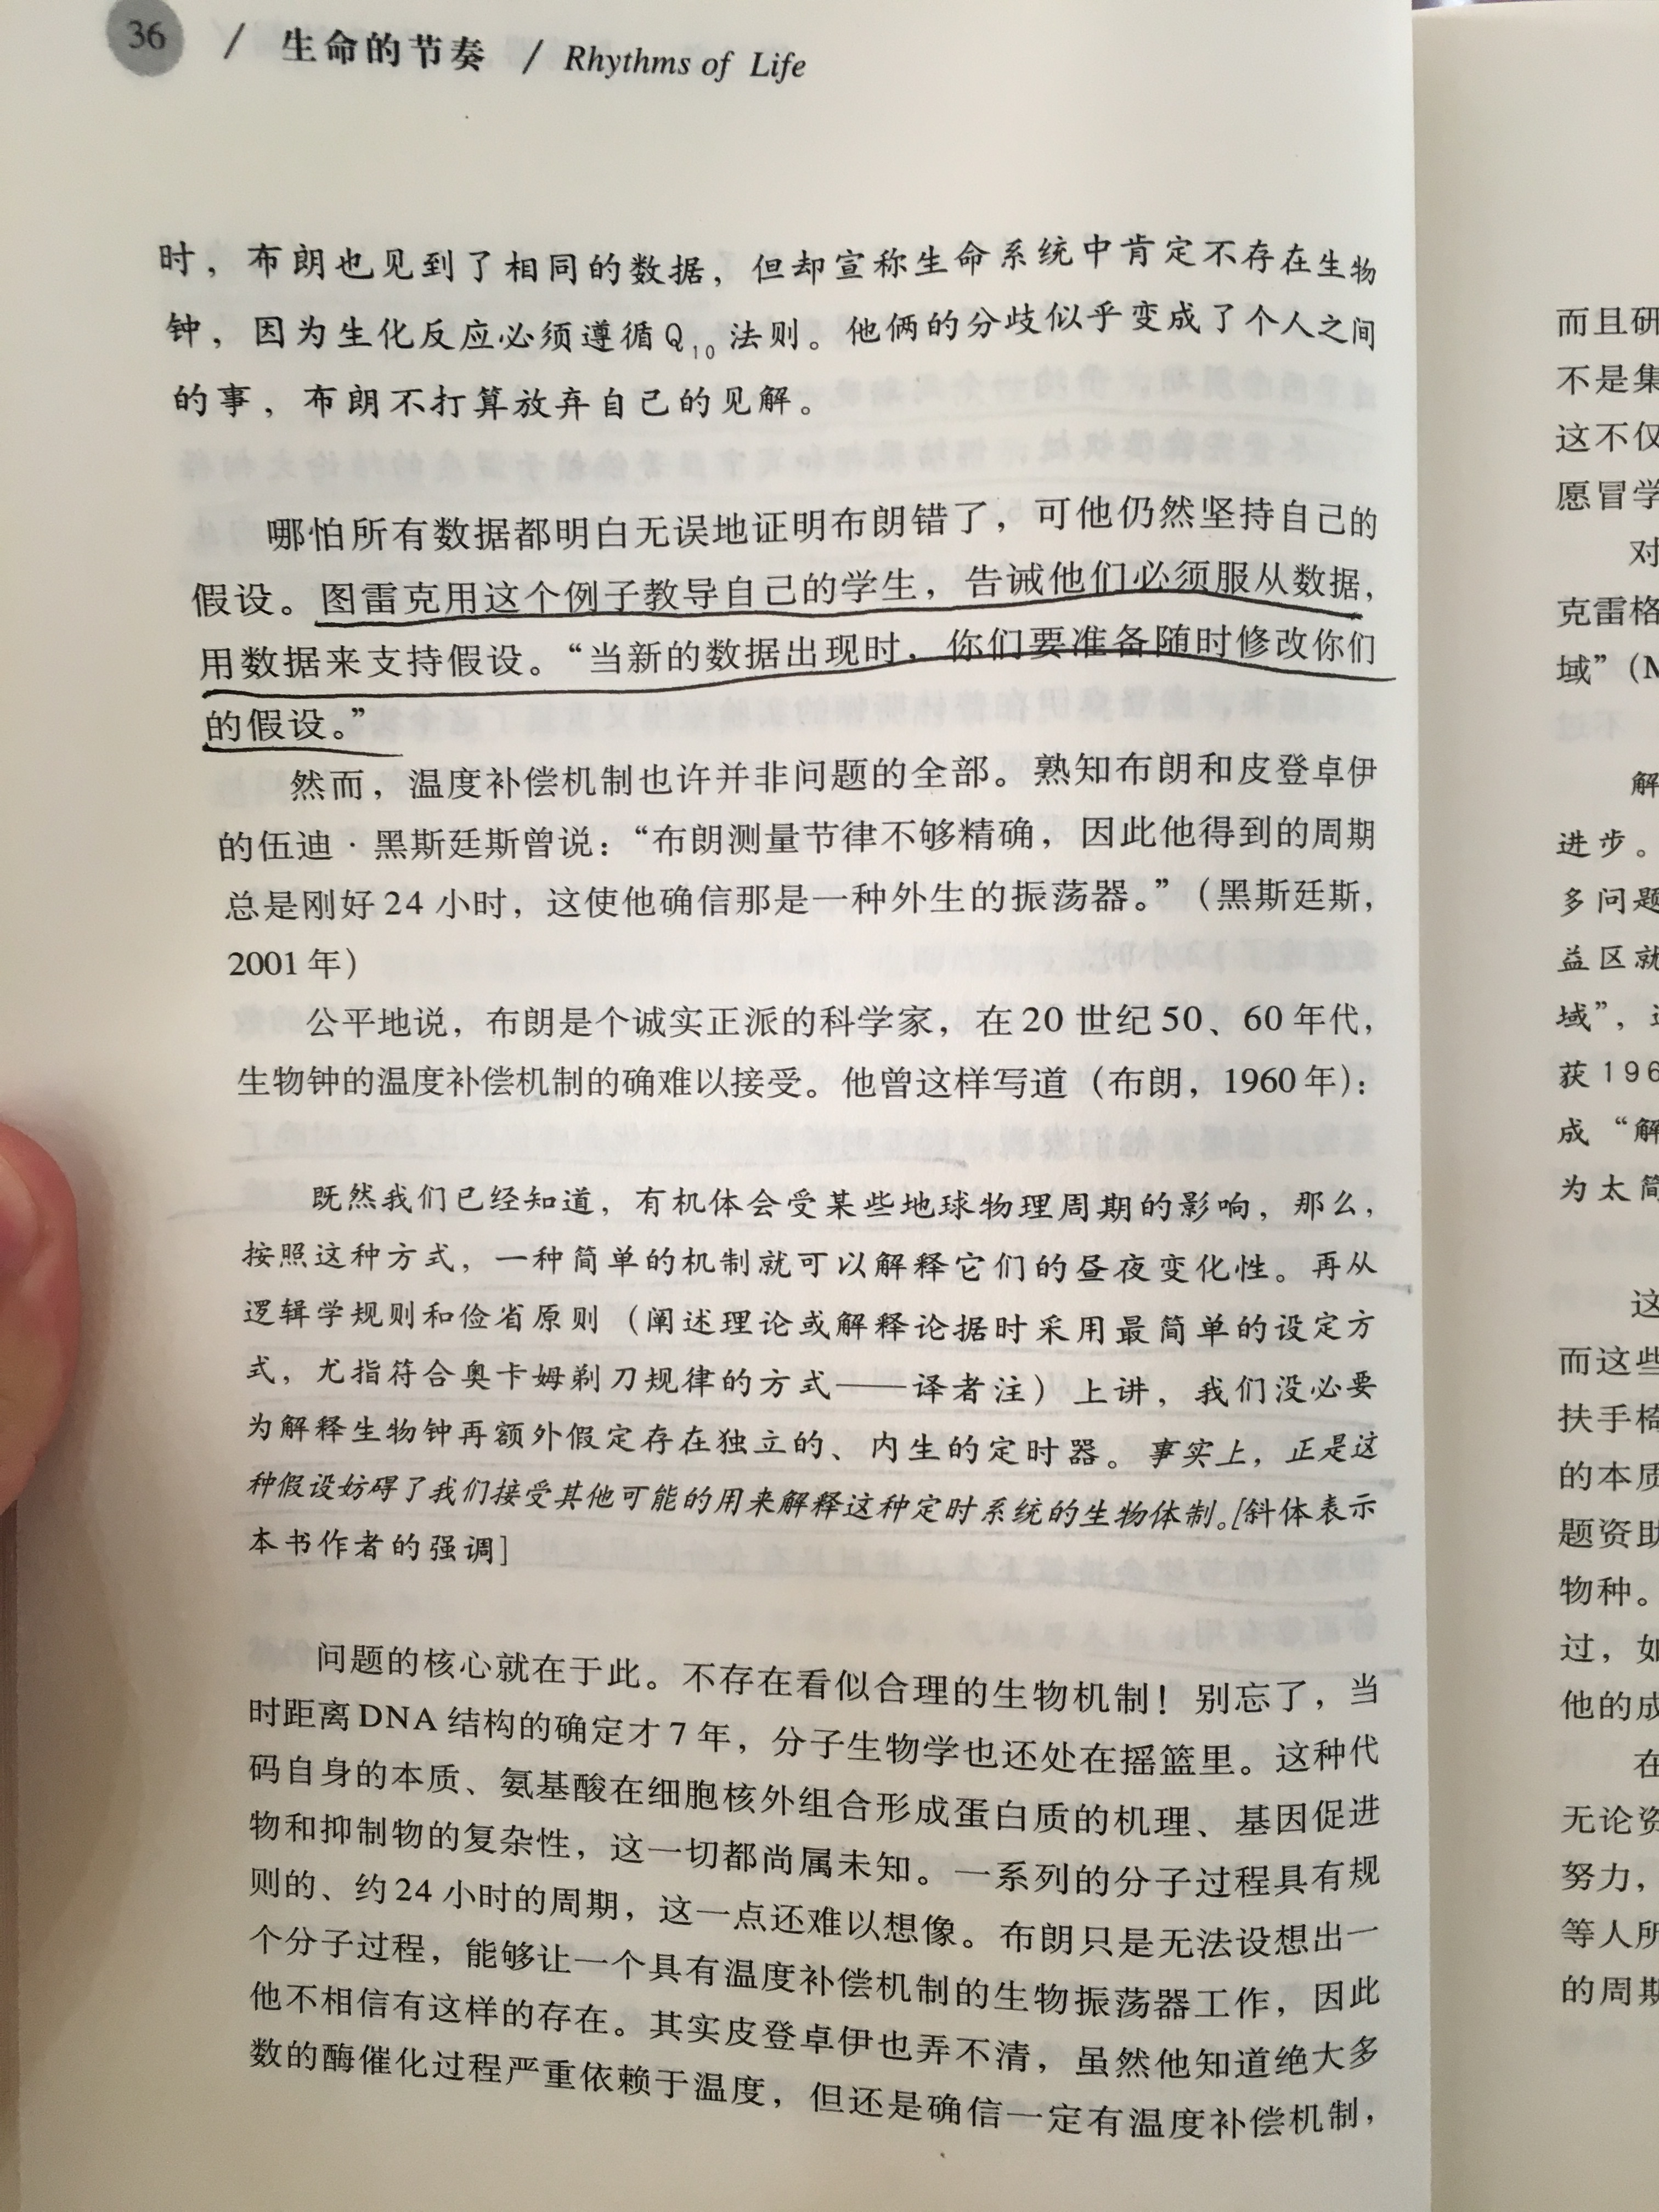 36 / 生命的节奏 / Rhythms of Life
时，布朗也见到了相同的数据，但却宣称生命系统中肯定不存在生物
钟，因为生化反应必须遵循Q₁₀法则。他俩的分歧似乎变成了个人之间
的事，布朗不打算放弃自己的见解。
哪怕所有数据都明白无误地证明布朗错了，可他仍然坚持自己的
假设。图雷克用这个例子教导自己的学生，告诫他们必须服从数据，
用数据来支持假设。“当新的数据出现时，你们要准备随时修改你们
的假设。”
然而，温度补偿机制也许并非问题的全部。熟知布朗和皮登卓伊
的伍迪·黑斯廷斯曾说：“布朗测量节律不够精确，因此他得到的周期
总是刚好24小时，这使他确信那是一种外生的振荡器。”（黑斯廷斯，
2001年）
公平地说，布朗是个诚实正派的科学家，在20世纪50、60年代，
生物钟的温度补偿机制的确难以接受。他曾这样写道（布朗，1960年）：
既然我们已经知道，有机体会受某些地球物理周期的影响，那么，
按照这种方式，一种简单的机制就可以解释它们的昼夜变化性。再从
逻辑学规则和俭省原则（阐述理论或解释论据时采用最简单的设定方
式，尤指符合奥卡姆剃刀规律的方式——译者注）上讲，我们没必要
为解释生物钟再额外假定存在独立的、内生的定时器。事实上，正是这
种假设妨碍了我们接受其他可能的用来解释这种定时系统的生物体制。[斜体表示
本书作者的强调]
问题的核心就在于此。不存在看似合理的生物机制！别忘了，当
时距离DNA结构的确定才7年，分子生物学也还处在摇篮里。这种代
码自身的本质、氨基酸在细胞核外组合形成蛋白质的机理、基因促进
物和抑制物的复杂性，这一切都尚属未知。一系列的分子过程具有规
则的、约24小时的周期，这一点还难以想像。布朗只是无法设想出一
个分子过程，能够让一个具有温度补偿机制的生物振荡器工作，因此
他不相信有这样的存在。其实皮登卓伊也弄不清，虽然他知道绝大多
数的酶催化过程严重依赖于温度，但还是确信一定有温度补偿机制，
而且研
不是集
这不仅
愿冒学
对
克雷格
域”（M
解
进步。
多问题
益区就
域”，
获196
成“解
为太简
这
而这些
扶手椅
的本质
题资助
物种。
过，如
他的成
在
无论资
努力，
等人所
的周期